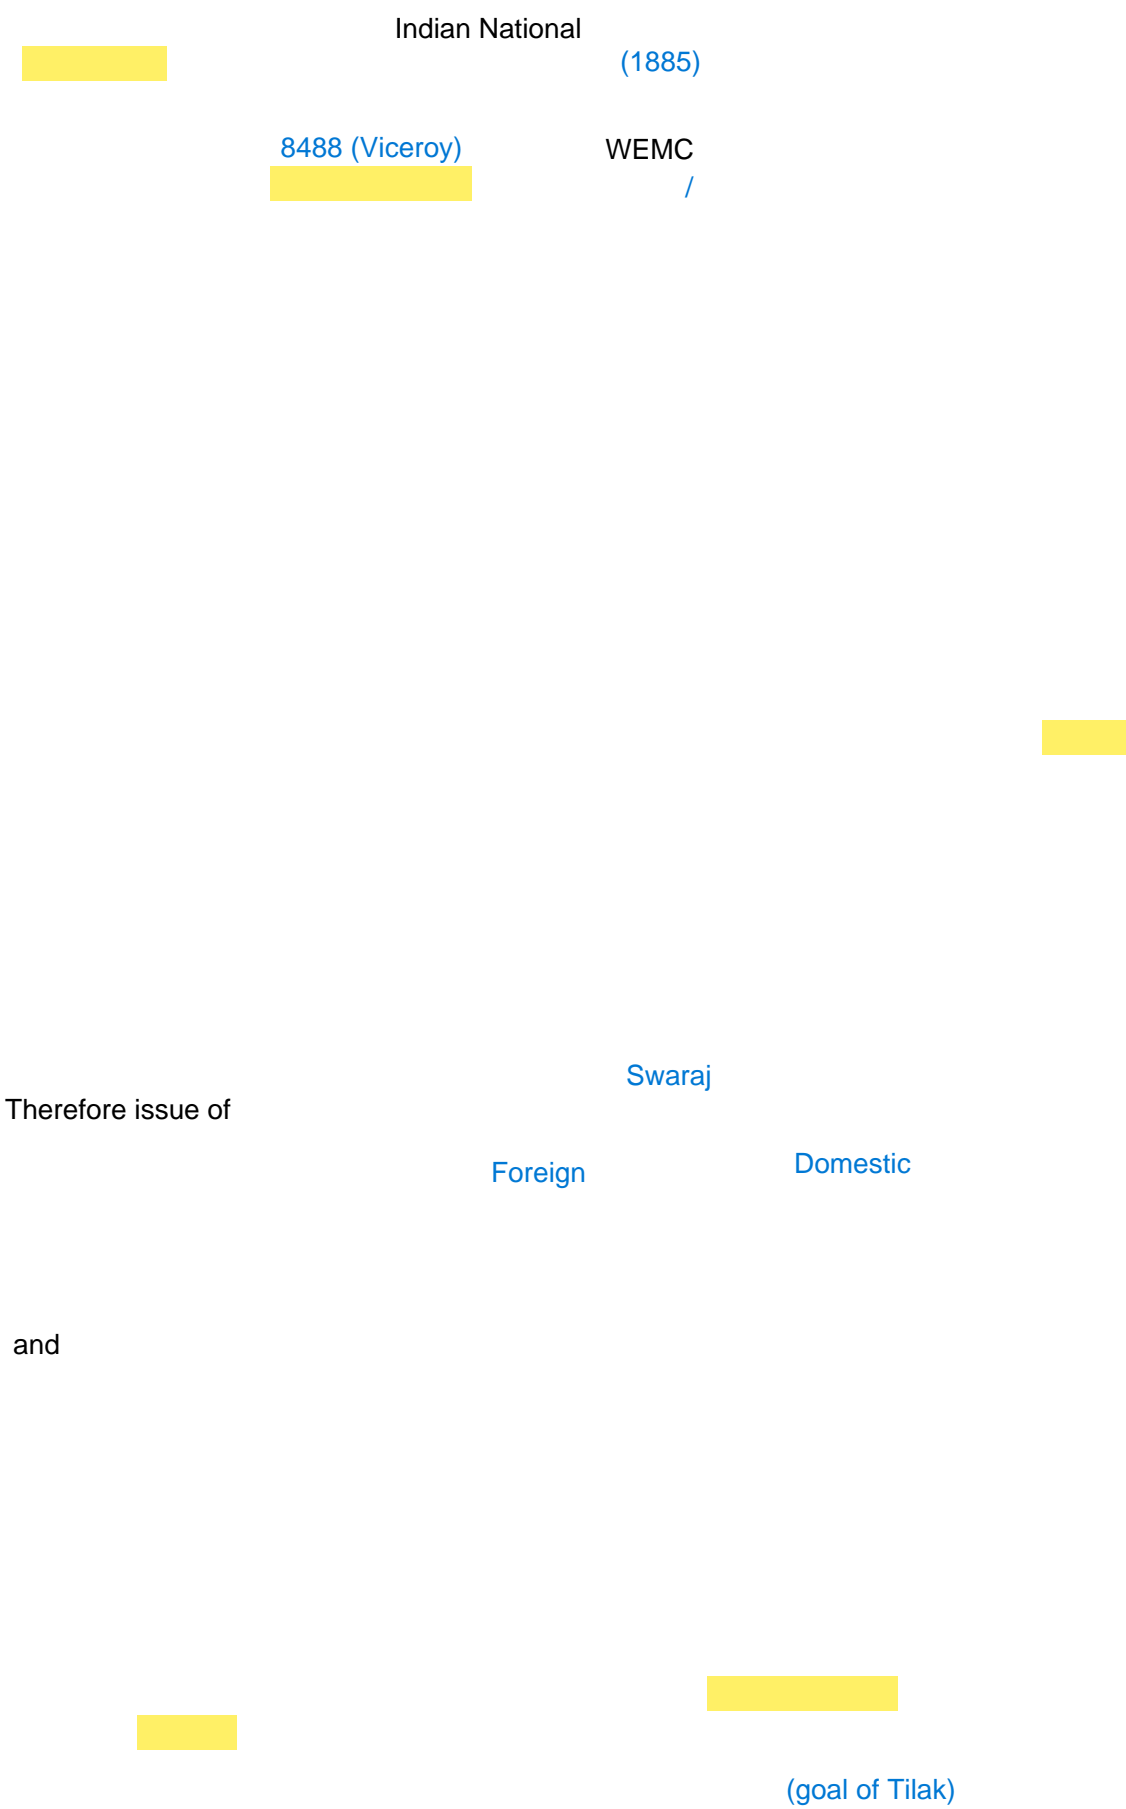 Indian National
(1885)
8488 (Viceroy) WEMC
/
Swaraj
Therefore issue of
Foreign Domestic
and
(goal of Tilak)